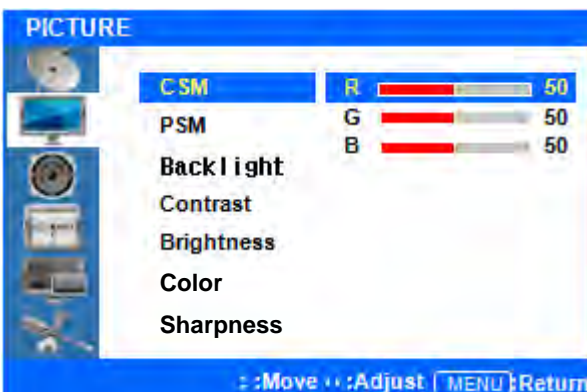 PICTURE
CSM R 50
PSM G 50
B 50
Backlight
Contrast
Brightness
Color
Sharpness
:Move :Adjust MENU :Return